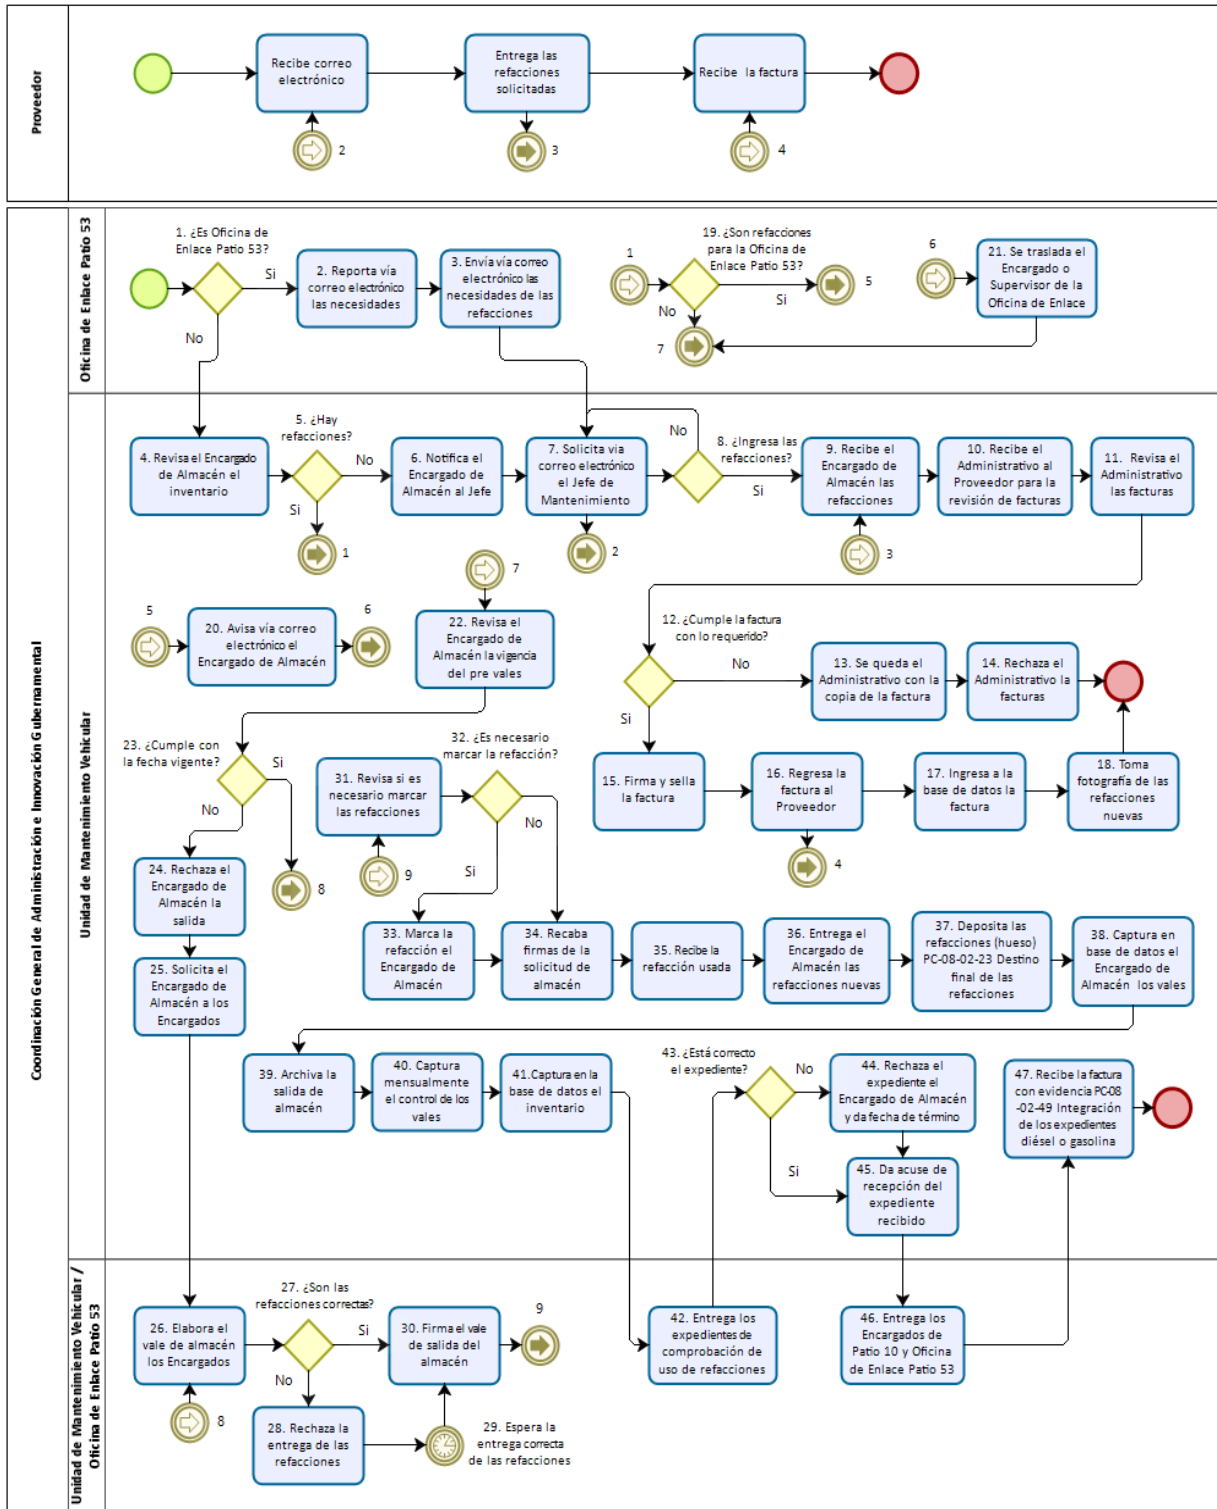 Proveedor
Recibe correo
electrónico
Entrega las
refacciones
solicitadas
Recibe la factura
2
3
4
Coordinación General de Administración e Innovación Gubernamental
Oficina de Enlace Patio 53
1. ¿Es Oficina de
Enlace Patio 53?
Si
No
2. Reporta vía
correo electrónico
las necesidades
3. Envía vía correo
electrónico las
necesidades de las
refacciones
1
19. ¿Son refacciones
para la Oficina de
Enlace Patio 53?
Si
No
5
7
6
21. Se traslada el
Encargado o
Supervisor de la
Oficina de Enlace
Unidad de Mantenimiento Vehicular
4. Revisa el Encargado
de Almacén el
inventario
5. ¿Hay
refacciones?
No
Si
1
6. Notifica el
Encargado de
Almacén al Jefe
7. Solicita via
correo electrónico
el Jefe de
Mantenimiento
2
No
8. ¿Ingresa las
refacciones?
Si
9. Recibe el
Encargado de
Almacén las
refacciones
3
10. Recibe el
Administrativo al
Proveedor para la
revisión de facturas
11. Revisa el
Administrativo
las facturas
5
20. Avisa vía correo
electrónico el
Encargado de Almacén
6
7
22. Revisa el
Encargado de
Almacén la vigencia
del pre vales
12. ¿Cumple la factura
con lo requerido?
No
Si
13. Se queda el
Administrativo con la
copia de la factura
14. Rechaza el
Administrativo la
facturas
15. Firma y sella
la factura
16. Regresa la
factura al
Proveedor
4
17. Ingresa a la
base de datos la
factura
18. Toma
fotografía de las
refacciones
nuevas
23. ¿Cumple con
la fecha vigente?
Si
No
8
24. Rechaza el
Encargado de
Almacén la
salida
25. Solicita el
Encargado de
Almacén a los
Encargados
31. Revisa si es
necesario marcar
las refacciones
9
32. ¿Es necesario
marcar la refacción?
No
Si
33. Marca la
refacción el
Encargado de
Almacén
34. Recaba
firmas de la
solicitud de
almacén
35. Recibe la
refacción usada
36. Entrega el
Encargado de
Almacén las
refacciones nuevas
37. Deposita las
refacciones (hueso)
PC-08-02-23 Destino
final de las
refacciones
38. Captura en
base de datos el
Encargado de
Almacén los vales
39. Archiva la
salida de
almacén
40. Captura
mensualmente
el control de los
vales
41.Captura en la
base de datos el
inventario
43. ¿Está correcto
el expediente?
No
Si
44. Rechaza el
expediente el
Encargado de Almacén
y da fecha de término
45. Da acuse de
recepción del
expediente
recibido
47. Recibe la factura
con evidencia PC-08
-02-49 Integración
de los expedientes
diésel o gasolina
Unidad de Mantenimiento Vehicular /
Oficina de Enlace Patio 53
26. Elabora el
vale de almacén
los Encargados
8
27. ¿Son las
refacciones correctas?
Si
No
28. Rechaza la
entrega de las
refacciones
29. Espera la
entrega correcta
de las refacciones
30. Firma el vale
de salida del
almacén
9
42. Entrega los
expedientes de
comprobación de
uso de refacciones
46. Entrega los
Encargados de
Patio 10 y Oficina
de Enlace Patio 53